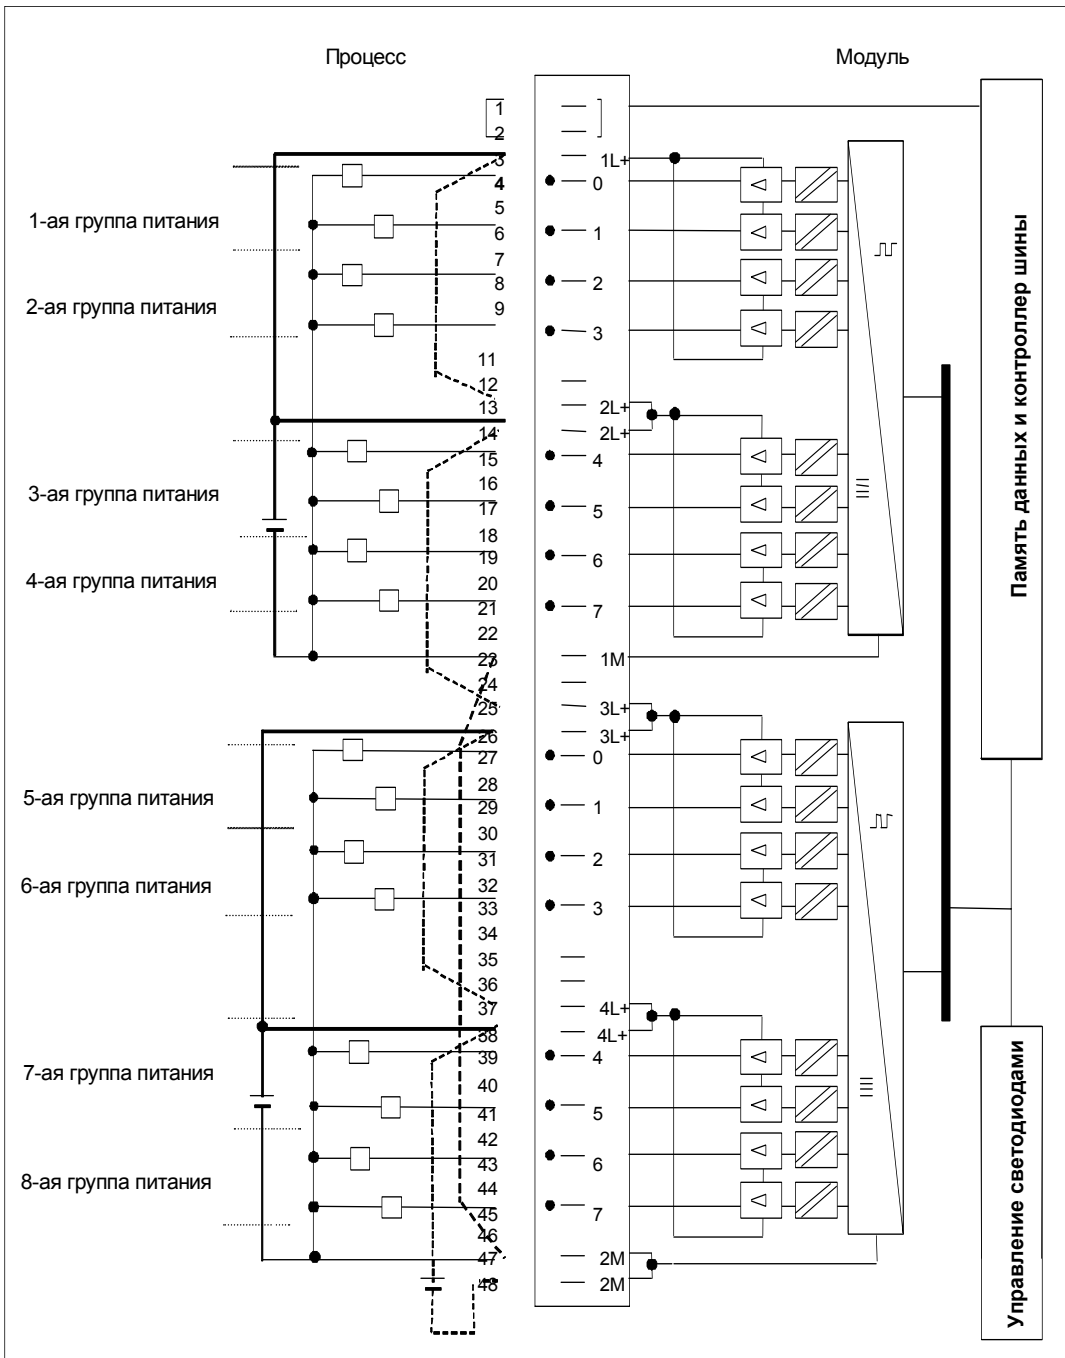 Процесс
Модуль
1
2
3
1L+
4
0
5
1-ая группа питания
6
1
7
8
2
2-ая группа питания
9
3
11
12
13
2L+
14
2L+
15
4
16
3-ая группа питания
17
5
18
19
6
4-ая группа питания
20
21
7
22
23
1M
24
25
3L+
26
3L+
27
0
28
5-ая группа питания
29
1
30
31
2
6-ая группа питания
32
33
3
34
35
36
37
4L+
38
4L+
39
4
7-ая группа питания
40
41
5
42
43
6
8-ая группа питания
44
45
7
46
47
2M
48
2M
Память данных и контроллер шины
Управление светодиодами